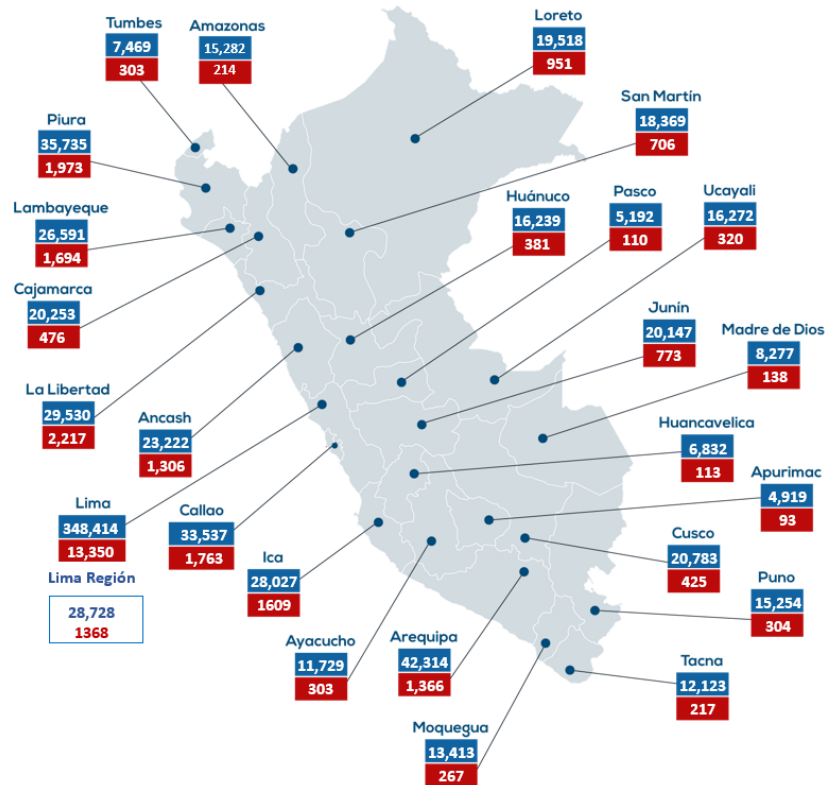 Tumbes
7,469
303
Amazonas
15,282
214
Loreto
19,518
951
San Martín
18,369
706
Piura
35,735
1,973
Huánuco
16,239
381
Pasco
5,192
110
Ucayali
16,272
320
Lambayeque
26,591
1,694
Cajamarca
20,253
476
Junín
20,147
773
Madre de Dios
8,277
138
La Libertad
29,530
2,217
Ancash
23,222
1,306
Huancavelica
6,832
113
Apurimac
4,919
93
Lima
348,414
13,350
Callao
33,537
1,763
Ica
28,027
1609
Cusco
20,783
425
Lima Región
28,728
1368
Puno
15,254
304
Ayacucho
11,729
303
Arequipa
42,314
1,366
Tacna
12,123
217
Moquegua
13,413
267